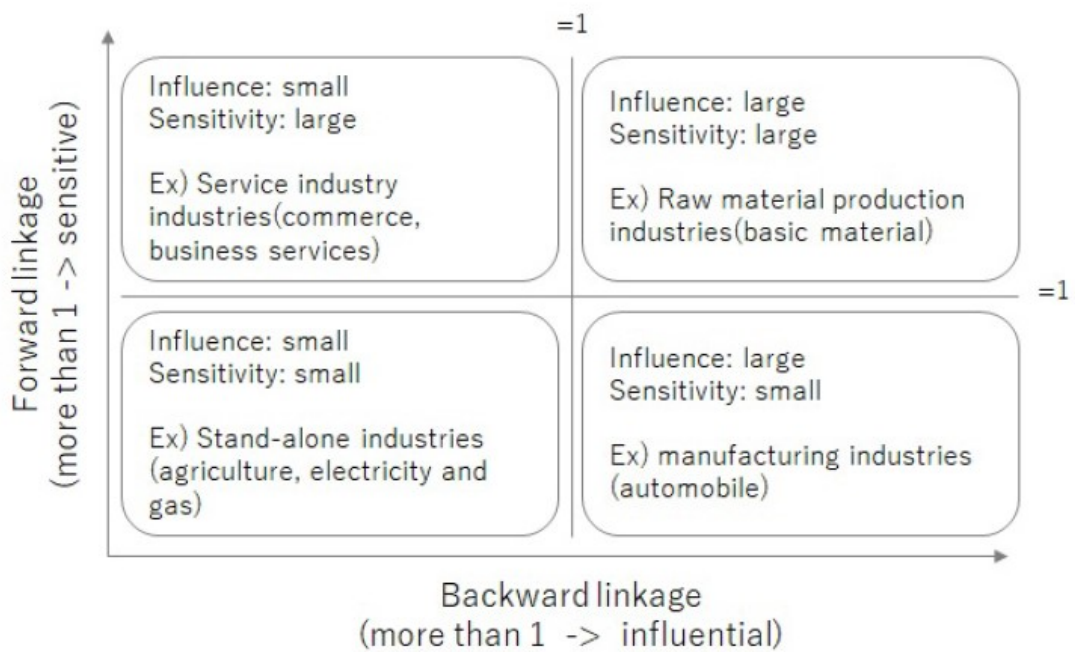 =1
Influence: small
Sensitivity: large
Ex) Service industry
industries(commerce,
business services)
Influence: large
Sensitivity: large
Ex) Raw material production
industries(basic material)
=1
Influence: small
Sensitivity: small
Ex) Stand-alone industries
(agriculture, electricity and
gas)
Influence: large
Sensitivity: small
Ex) manufacturing industries
(automobile)
Forward linkage
(more than 1 -> sensitive)
Backward linkage
(more than 1 -> influential)